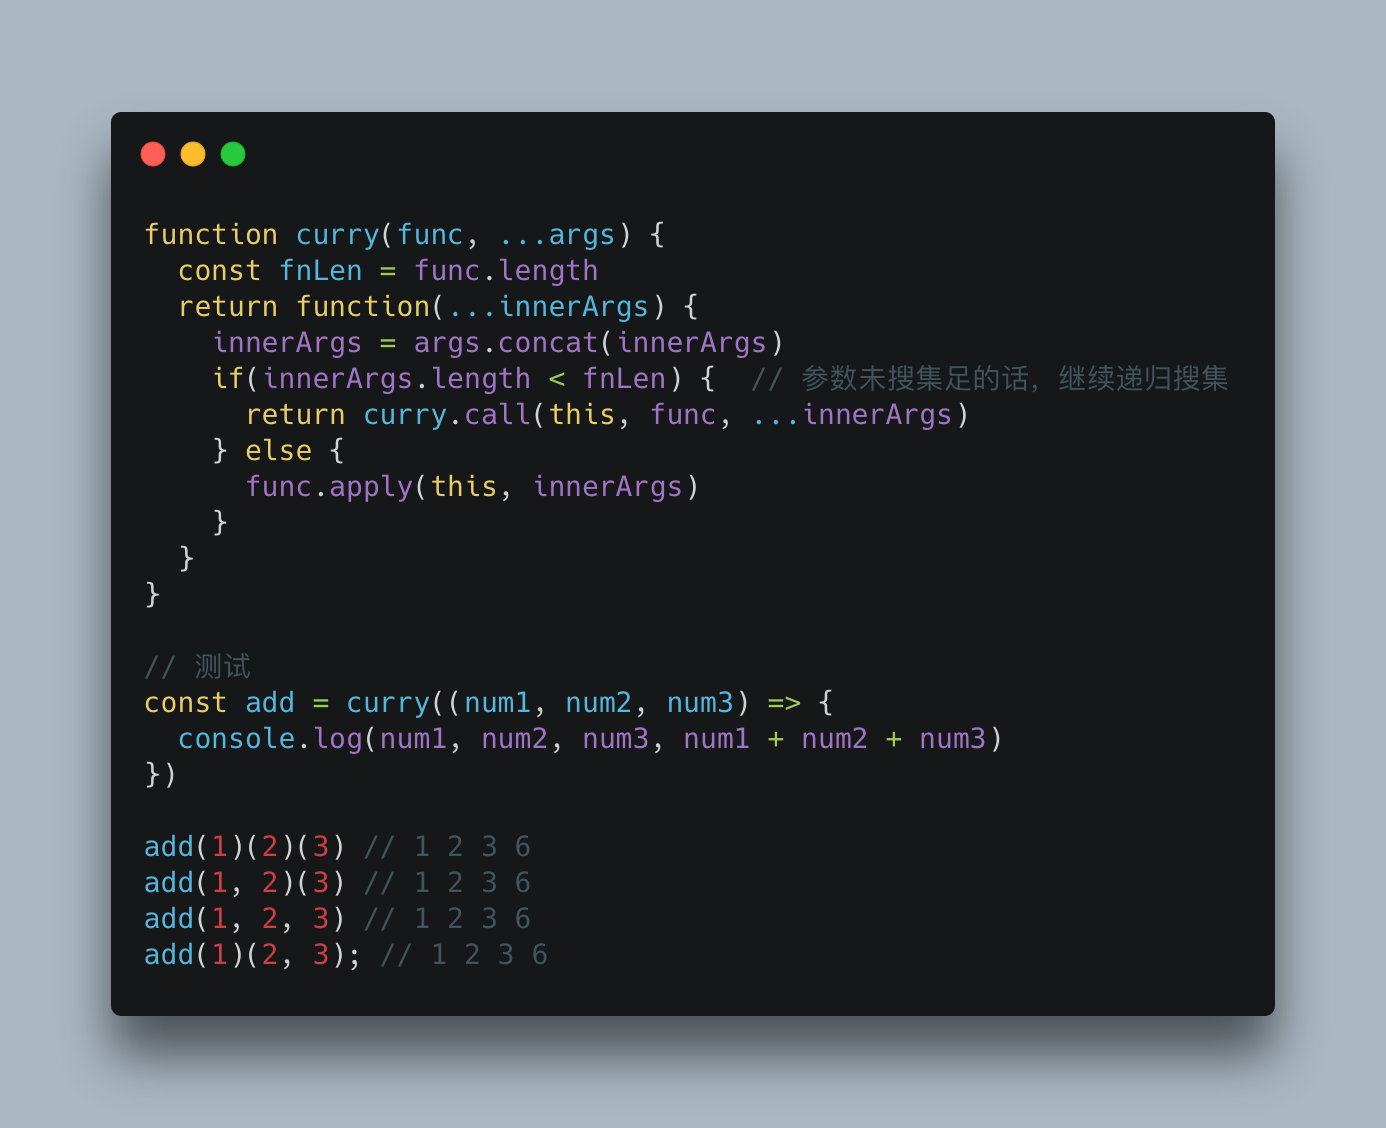 function curry(func, ...args) {
  const fnLen = func.length
  return function(...innerArgs) {
    innerArgs = args.concat(innerArgs)
    if(innerArgs.length < fnLen) {  // 参数未搜集足的话，继续递归搜集
      return curry.call(this, func, ...innerArgs)
    } else {
      func.apply(this, innerArgs)
    }
  }
}
// 测试
const add = curry((num1, num2, num3) => {
  console.log(num1, num2, num3, num1 + num2 + num3)
})
add(1)(2)(3) // 1 2 3 6
add(1, 2)(3) // 1 2 3 6
add(1, 2, 3) // 1 2 3 6
add(1)(2, 3); // 1 2 3 6